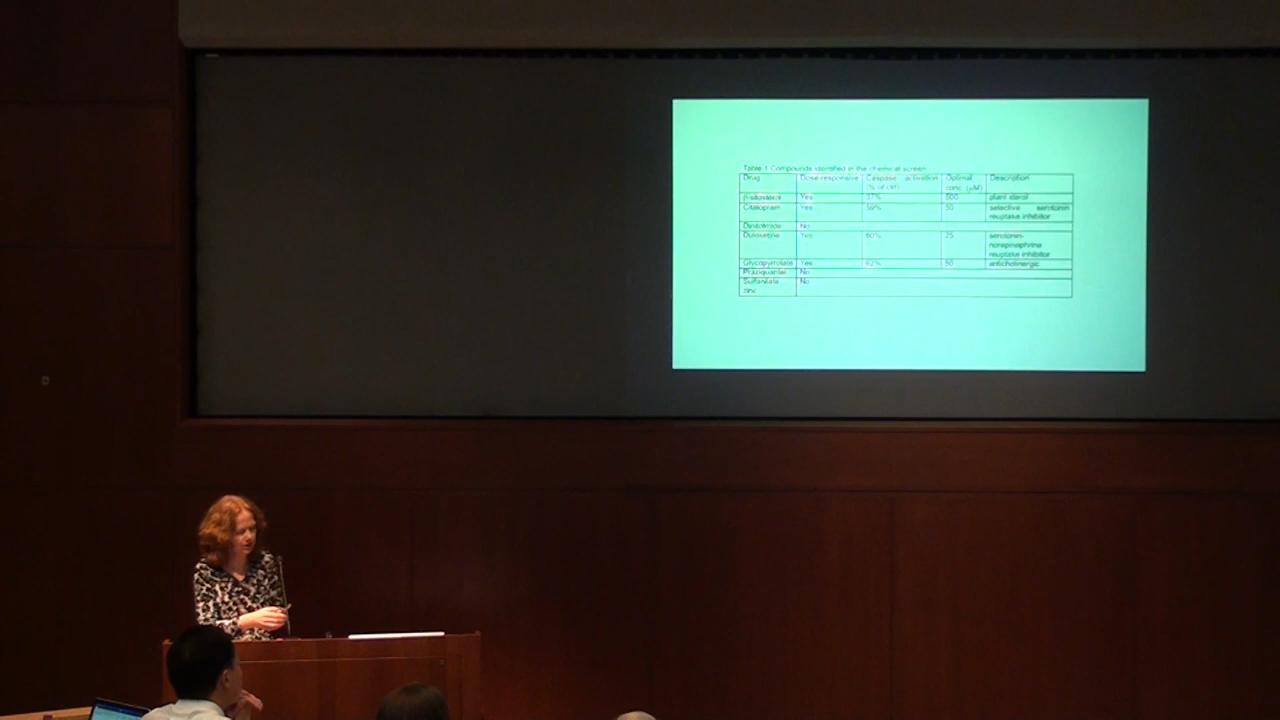 Table 1 Compounds identified in the chemical screen
Drug Dose-responsive Caspase activation Optimal Description
(% of ctrl) conc. (µM)
β-sitosterol Yes 37% 500 plant sterol
Citalopram Yes 59% 50 selective serotonin
reuptake inhibitor
No
Duloxetine Yes 60% 25 serotonin-
norepinephrine
reuptake inhibitor
Glycopyrrolate Yes 62% 50 anticholinergic
Praziquantel No
Sulfanilate No
zinc